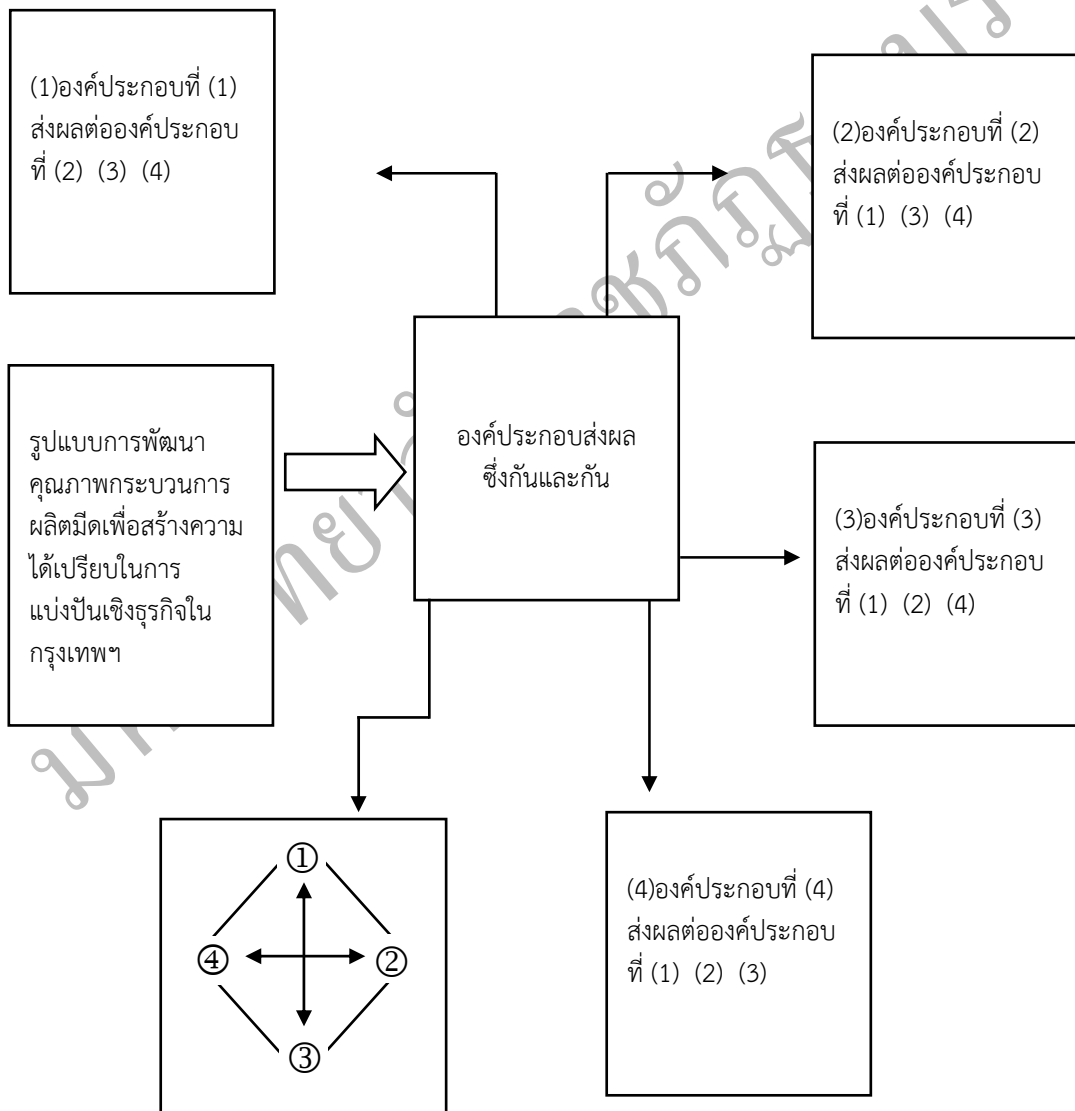 (1)องค์ประกอบที่ (1)
ส่งผลต่อองค์ประกอบ
ที่ (2) (3) (4)
(2)องค์ประกอบที่ (2)
ส่งผลต่อองค์ประกอบ
ที่ (1) (3) (4)
รูปแบบการพัฒนา
คุณภาพกระบวนการ
ผลิตมีดเพื่อสร้างความ
ได้เปรียบในการ
แบ่งปันเชิงธุรกิจใน
กรุงเทพฯ
องค์ประกอบส่งผล
ซึ่งกันและกัน
(3)องค์ประกอบที่ (3)
ส่งผลต่อองค์ประกอบ
ที่ (1) (2) (4)
①
④ ②
③
(4)องค์ประกอบที่ (4)
ส่งผลต่อองค์ประกอบ
ที่ (1) (2) (3)